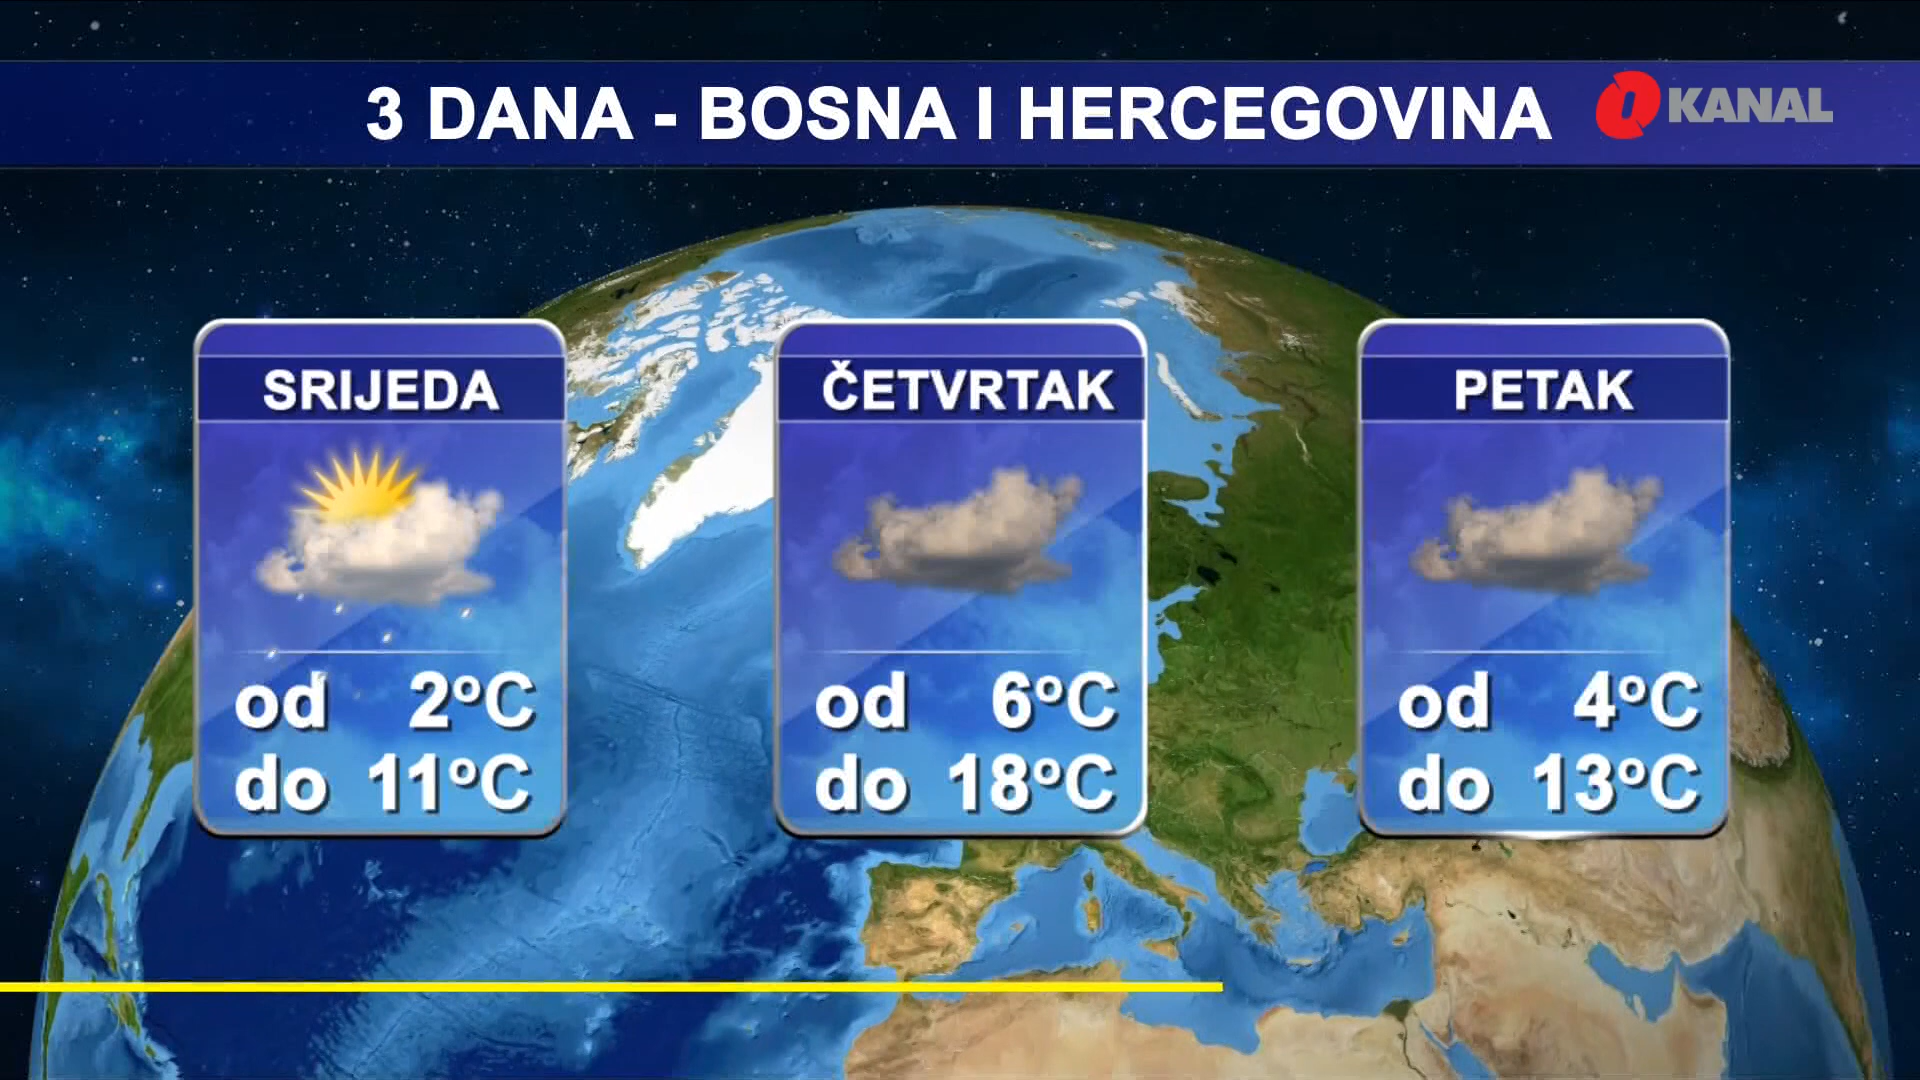 3 DANA - BOSNA I HERCEGOVINA
O KANAL
SRIJEDA
od 2°C
do 11°C
ČETVRTAK
od 6°C
do 18°C
PETAK
od 4°C
do 13°C